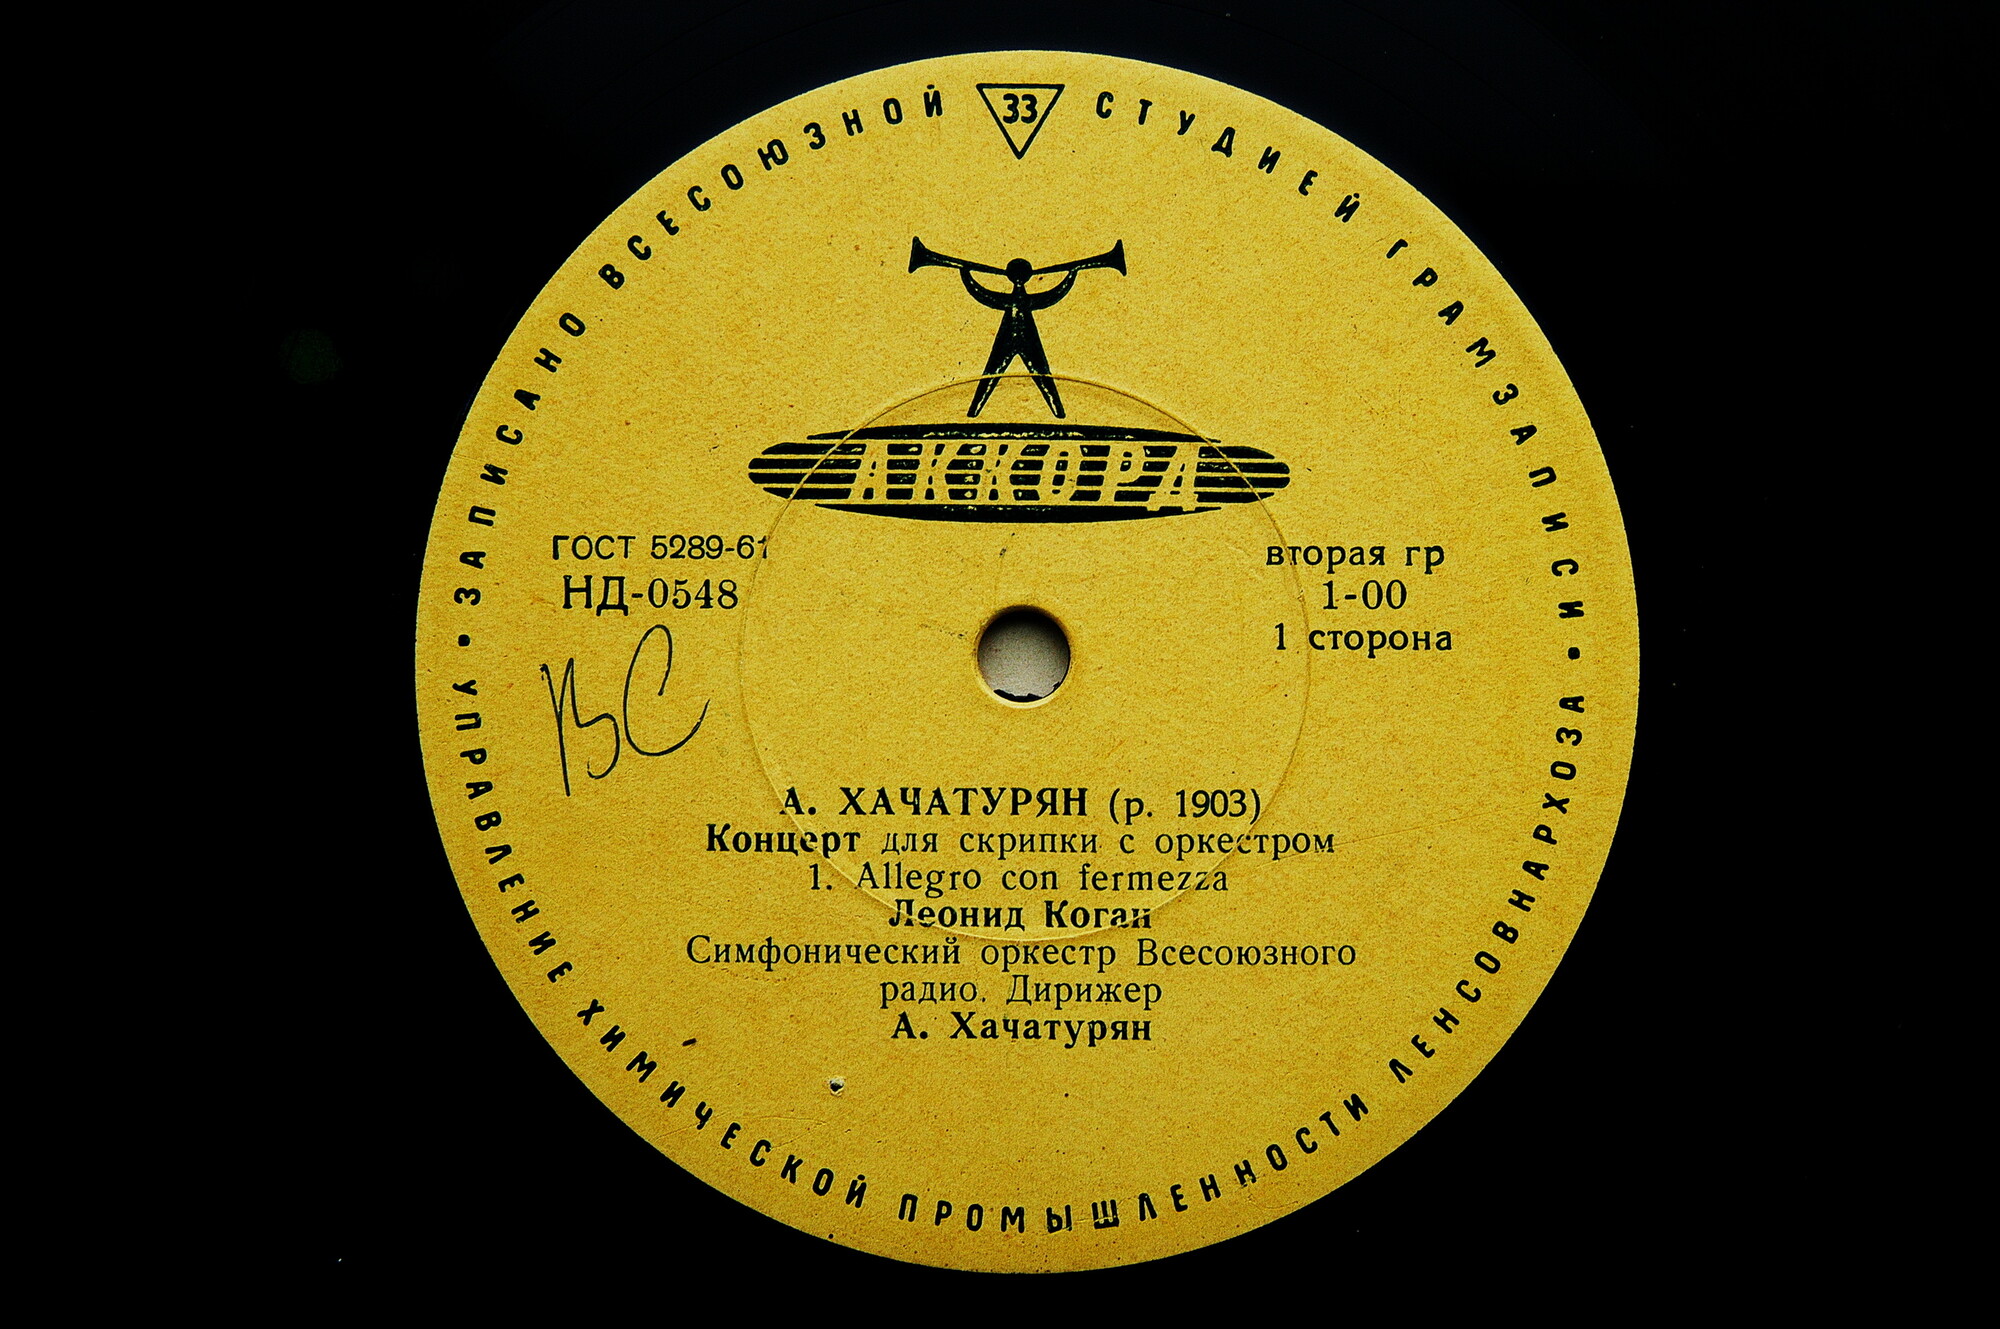 ЗАПИСАНО ВСЕСОЮЗНОЙ СТУДИЕЙ ГРАМЗАПИСИ
33
АККОРД
ГОСТ 5289-61
НД-0548
ВС
вторая гр
1-00
1 сторона
А. ХАЧАТУРЯН (р. 1903)
Концерт для скрипки с оркестром
1. Allegro con fermezza
Леонид Коган
Симфонический оркестр Всесоюзного
радио. Дирижер
А. Хачатурян
• УПРАВЛЕНИЕ ХИМИЧЕСКОЙ ПРОМЫШЛЕННОСТИ ЛЕНСОВНАРХОЗА •